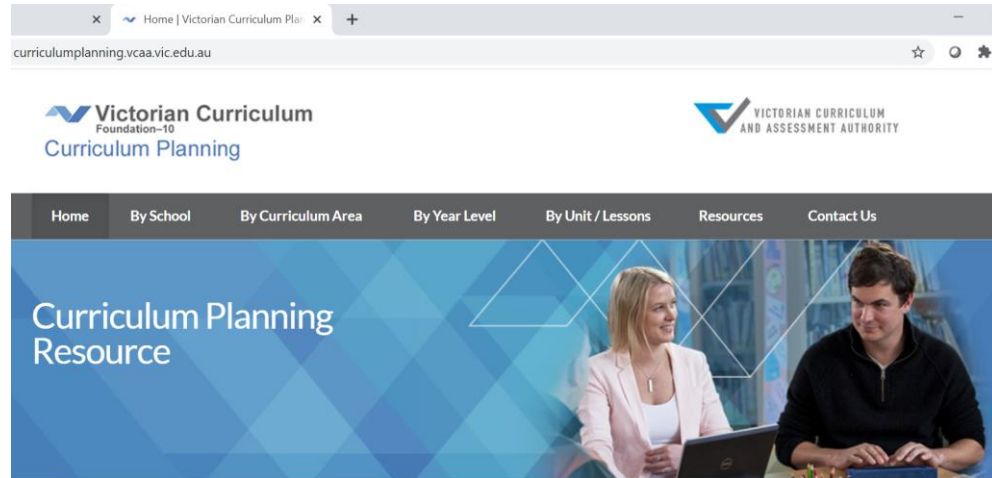 Home | Victorian Curriculum Plan
curriculumplanning.vcaa.vic.edu.au
Victorian Curriculum
Foundation–10
Curriculum Planning
VICTORIAN CURRICULUM
AND ASSESSMENT AUTHORITY
Home By School By Curriculum Area By Year Level By Unit / Lessons Resources Contact Us
Curriculum Planning
Resource